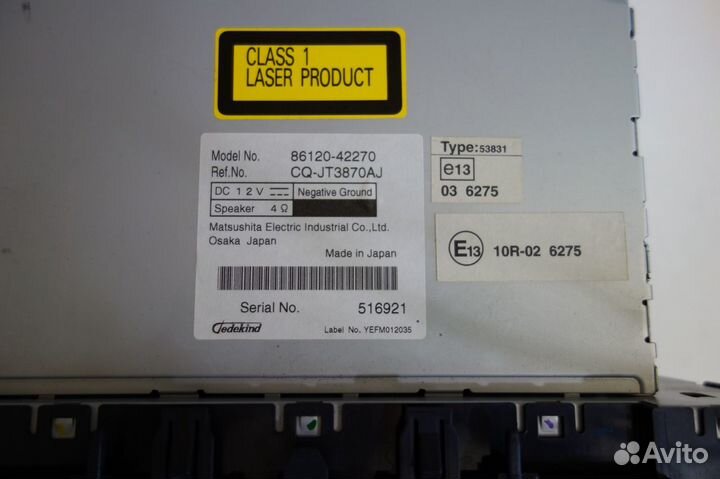 CLASS 1
LASER PRODUCT
Model No. 86120-42270
Ref.No. CQ-JT3870AJ
DC 12V Negative Ground
Speaker 4Ω
Matsushita Electric Industrial Co.,Ltd.
Osaka Japan
Made in Japan
Serial No. 516921
Jedekind Label No. YEFM012035
Type:53831
e13
03 6275
E13 10R-02 6275
Avito